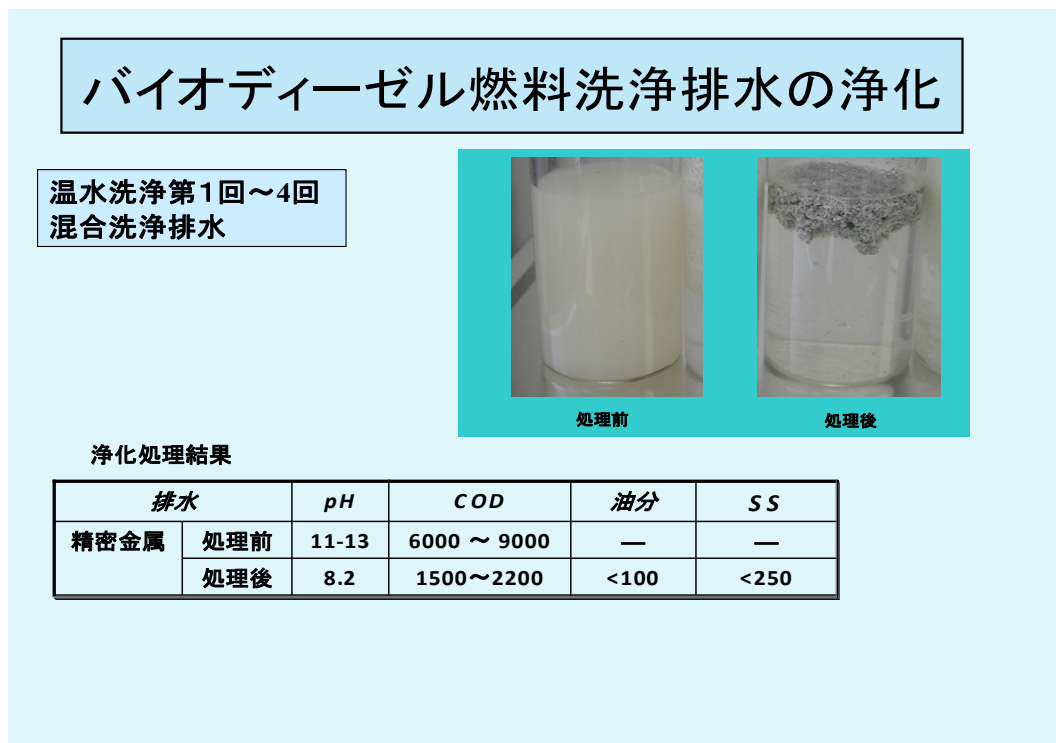 バイオディーゼル燃料洗浄排水の浄化
温水洗浄第１回～4回
混合洗浄排水
処理前
処理後
浄化処理結果
排水 pH COD 油分 SS
精密金属 処理前 11-13 6000 ～ 9000 ― ―
処理後 8.2 1500～2200 <100 <250